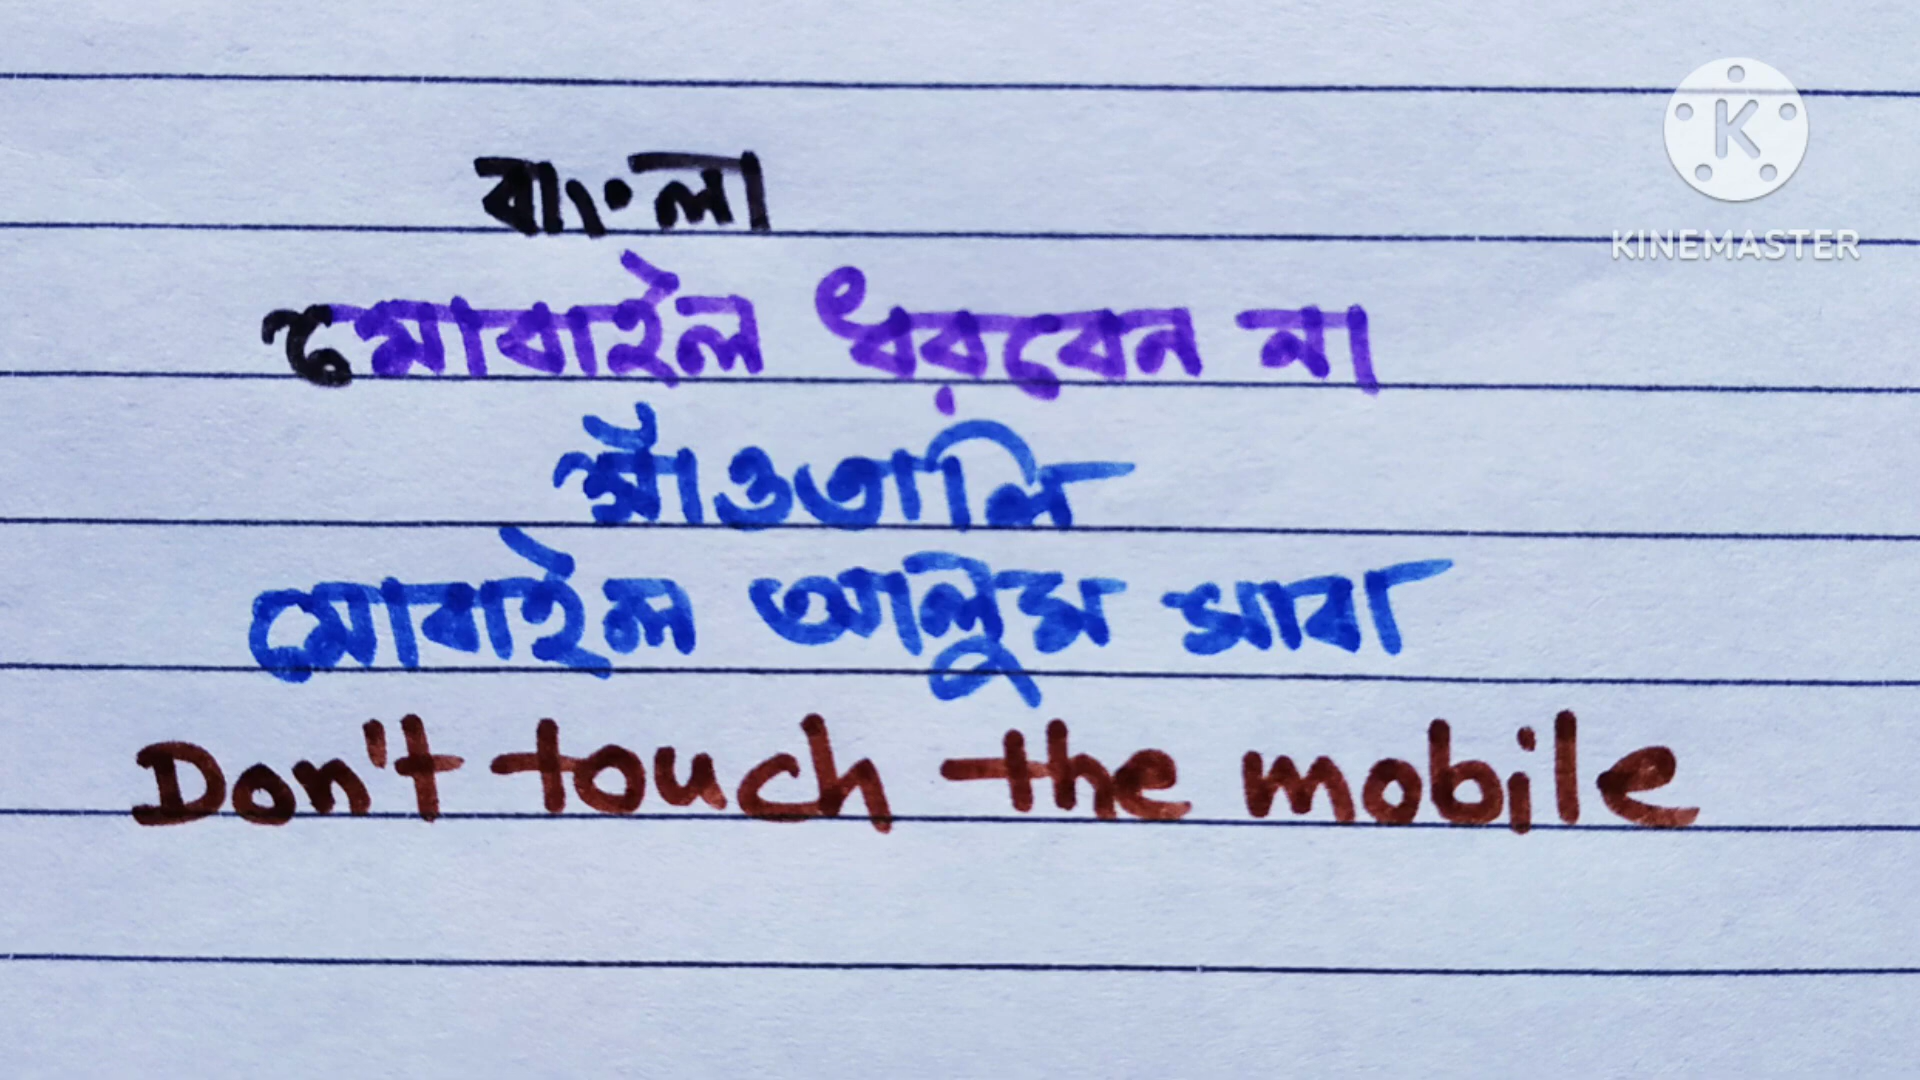 বাংলা
মোবাইল ধরবেন না
সাঁওতালি
মোবাইল আলুম সাবা
Don't touch the mobile
K
KINEMASTER